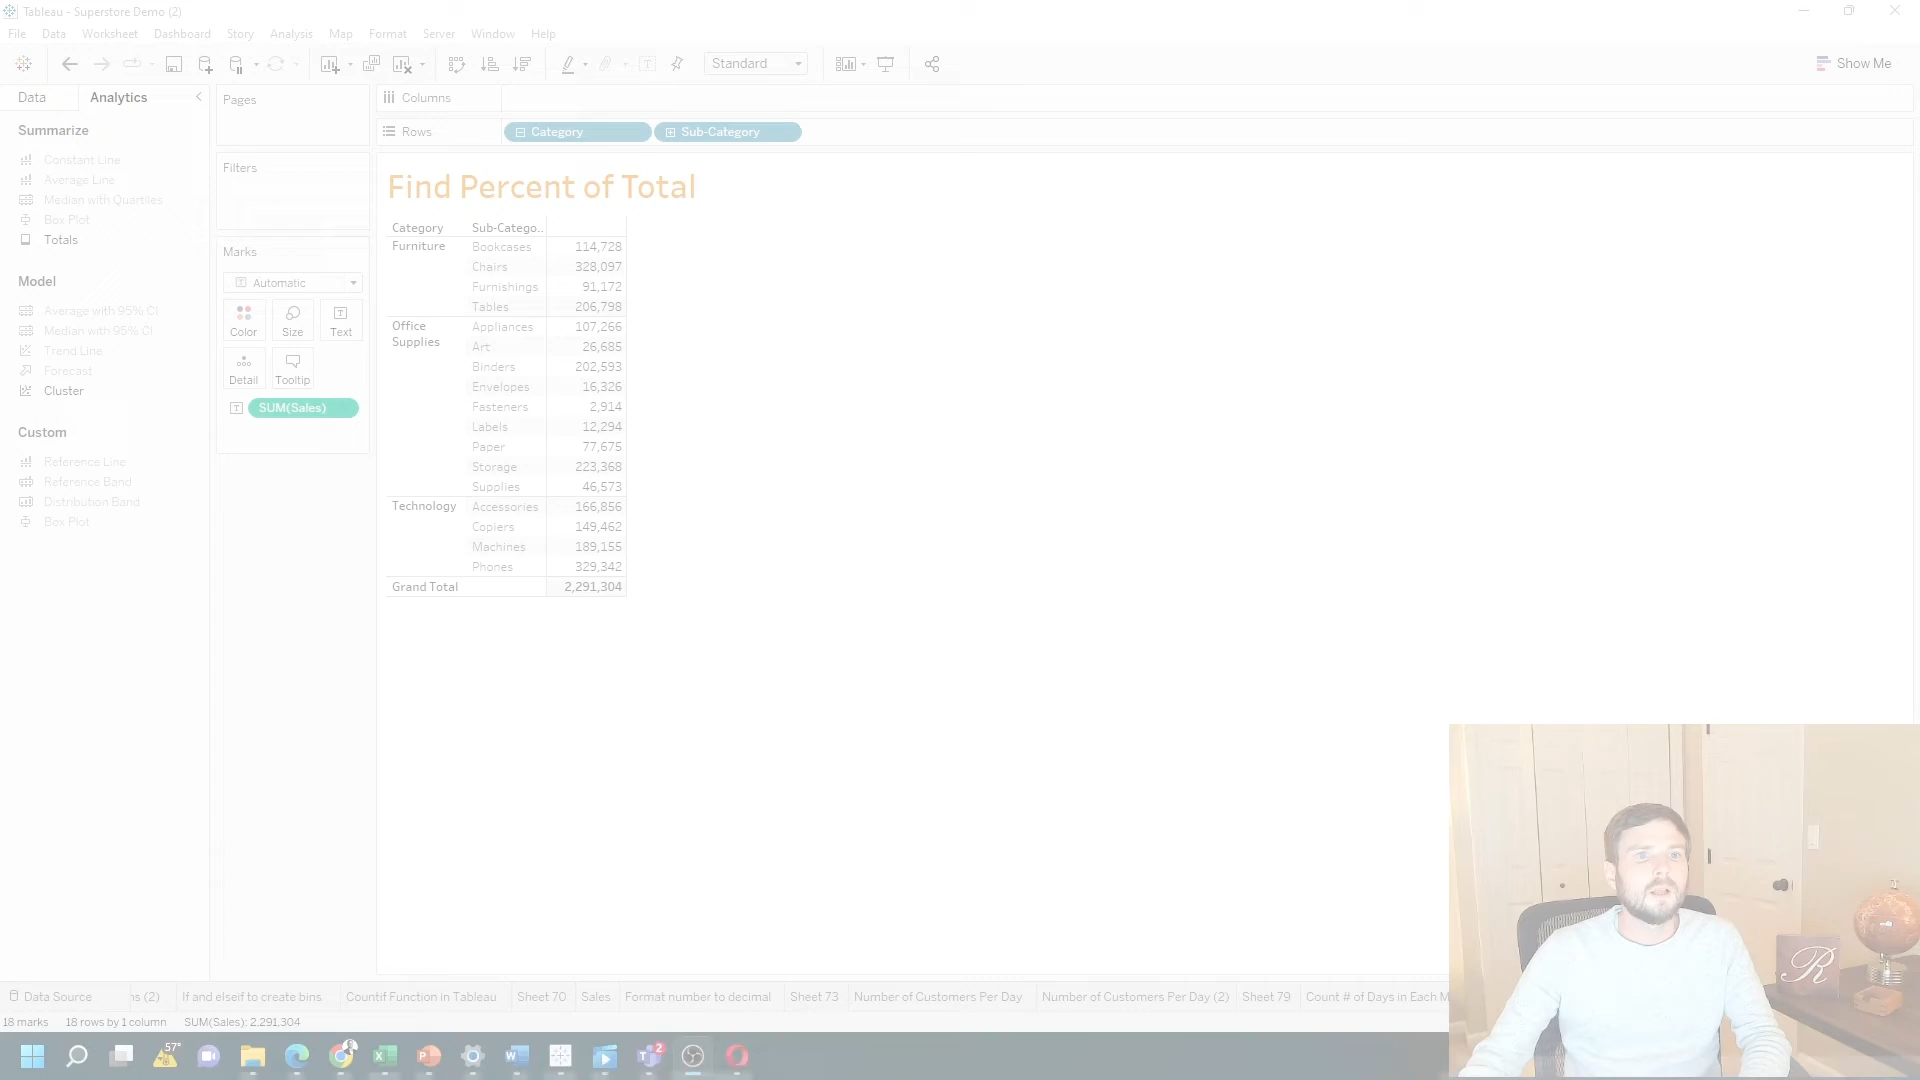 Tableau - Superstore Demo (2)
File Data Worksheet Dashboard Story Analysis Map Format Server Window Help
Standard
Show Me
Data Analytics
Summarize
Constant Line
Average Line
Median with Quartiles
Box Plot
Totals
Model
Average with 95% CI
Median with 95% CI
Trend Line
Forecast
Cluster
Custom
Reference Line
Reference Band
Distribution Band
Box Plot
Pages
Filters
Marks
Automatic
Color Size Text
Detail Tooltip
SUM(Sales)
Columns
Rows Category Sub-Category
Find Percent of Total
Category Sub-Catego..
Furniture Bookcases 114,728
Chairs 328,097
Furnishings 91,172
Tables 206,798
Office Supplies Appliances 107,266
Art 26,685
Binders 202,593
Envelopes 16,326
Fasteners 2,914
Labels 12,294
Paper 77,675
Storage 223,368
Supplies 46,573
Technology Accessories 166,856
Copiers 149,462
Machines 189,155
Phones 329,342
Grand Total 2,291,304
Data Source ns (2) If and elseif to create bins Countif Function in Tableau Sheet 70 Sales Format number to decimal Sheet 73 Number of Customers Per Day Number of Customers Per Day (2) Sheet 79 Count # of Days in Each M
18 marks 18 rows by 1 column SUM(Sales): 2,291,304
57°
2
R